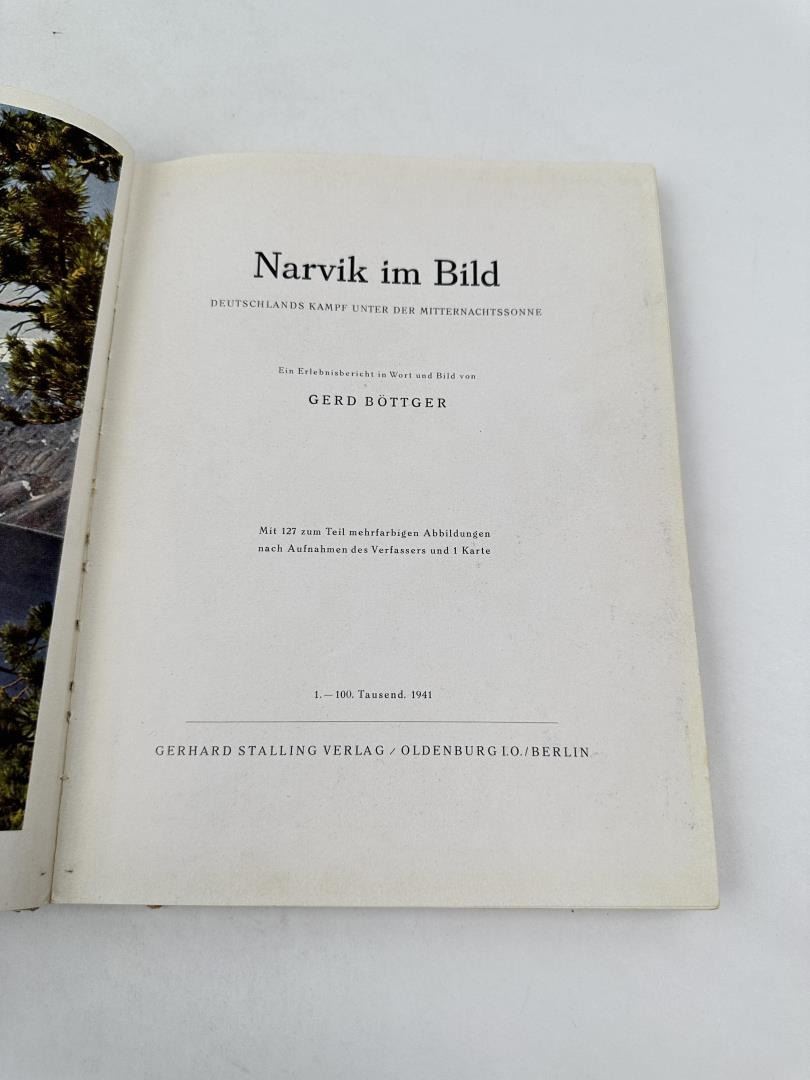 Narvik im Bild
DEUTSCHLANDS KAMPF UNTER DER MITTERNACHTSSONNE
Ein Erlebnisbericht in Wort und Bild von
GERD BÖTTGER
Mit 127 zum Teil mehrfarbigen Abbildungen
nach Aufnahmen des Verfassers und 1 Karte
1.—100. Tausend. 1941
GERHARD STALLING VERLAG / OLDENBURG I.O./BERLIN